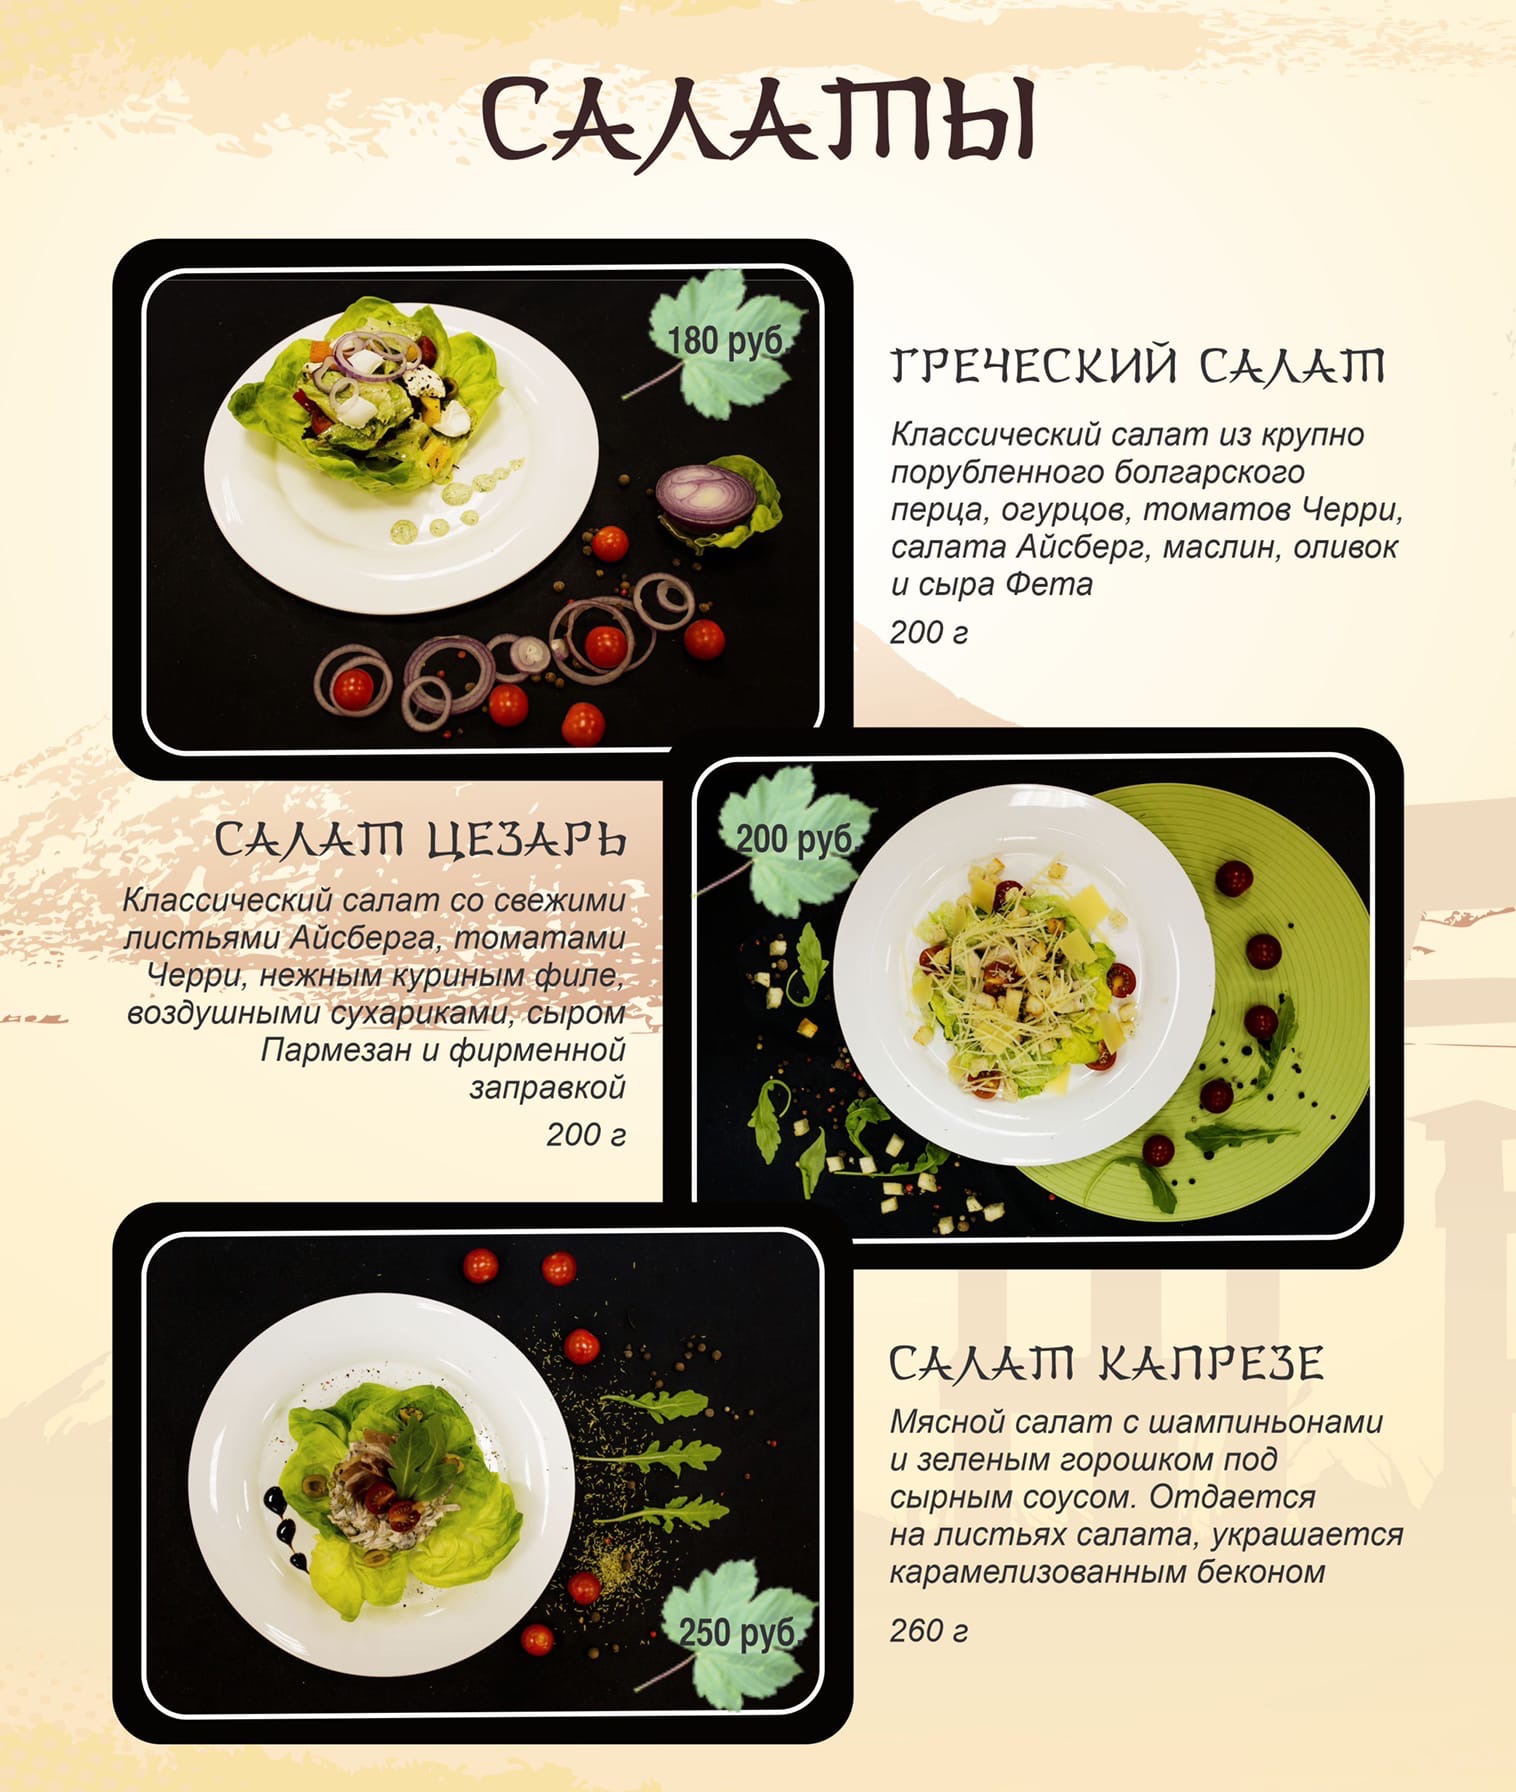 САЛАТЫ
180 руб.
ГРЕЧЕСКИЙ САЛАТ
Классический салат из крупно
порубленного болгарского
перца, огурцов, томатов Черри,
салата Айсберг, маслин, оливок
и сыра Фета
200 г
САЛАТ ЦЕЗАРЬ
Классический салат со свежими
листьями Айсберга, томатами
Черри, нежным куриным филе,
воздушными сухариками, сыром
Пармезан и фирменной
заправкой
200 г
200 руб.
САЛАТ КАПРЕЗЕ
Мясной салат с шампиньонами
и зеленым горошком под
сырным соусом. Отдается
на листьях салата, украшается
карамелизованным беконом
260 г
250 руб.